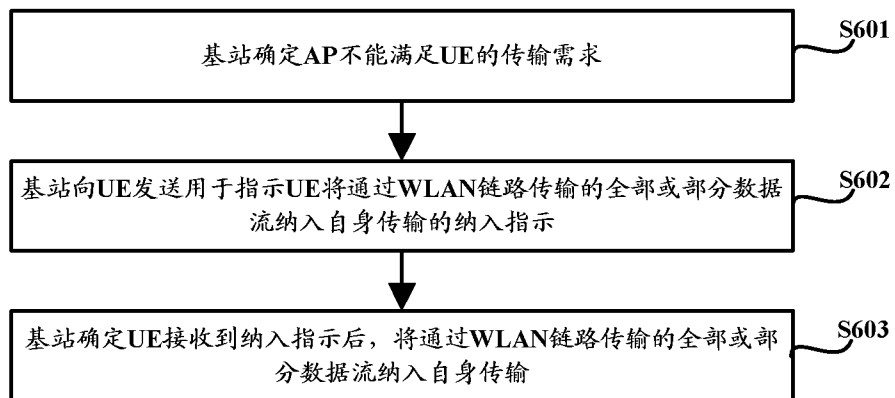 基站确定AP不能满足UE的传输需求
S601
基站向UE发送用于指示UE将通过WLAN链路传输的全部或部分数据
流纳入自身传输的纳入指示
S602
基站确定UE接收到纳入指示后，将通过WLAN链路传输的全部或部
分数据流纳入自身传输
S603